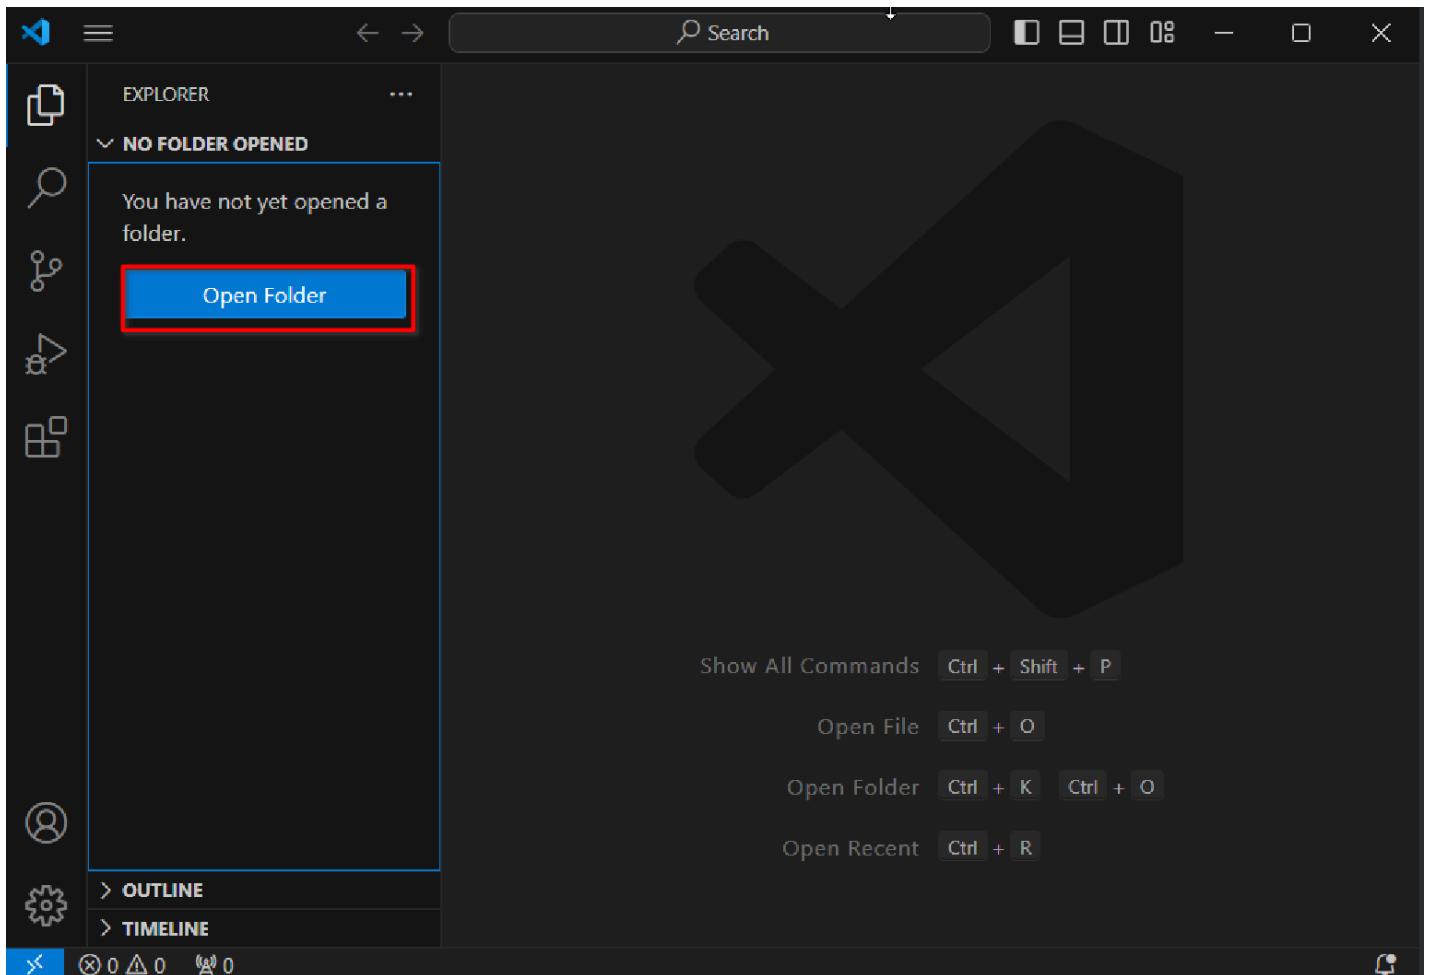 Search
EXPLORER
NO FOLDER OPENED
You have not yet opened a
folder.
Open Folder
Show All Commands Ctrl + Shift + P
Open File Ctrl + O
Open Folder Ctrl + K Ctrl + O
Open Recent Ctrl + R
OUTLINE
TIMELINE
0 0 0